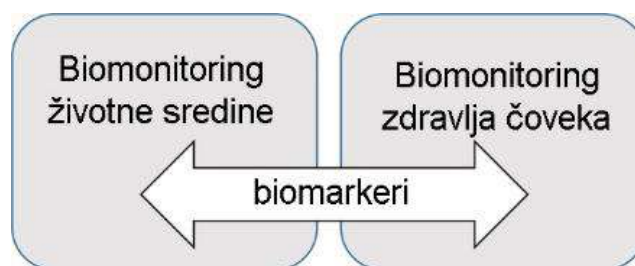 Biomonitoring
životne sredine
Biomonitoring
zdravlja čoveka
biomarkeri